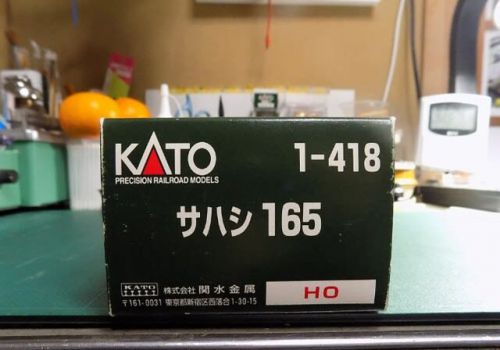 KATO 1-418
PRECISION RAILROAD MODELS
サハシ 165
KATO 株式会社 関水金属
〒161-0031 東京都新宿区西落合1-30-15
HO